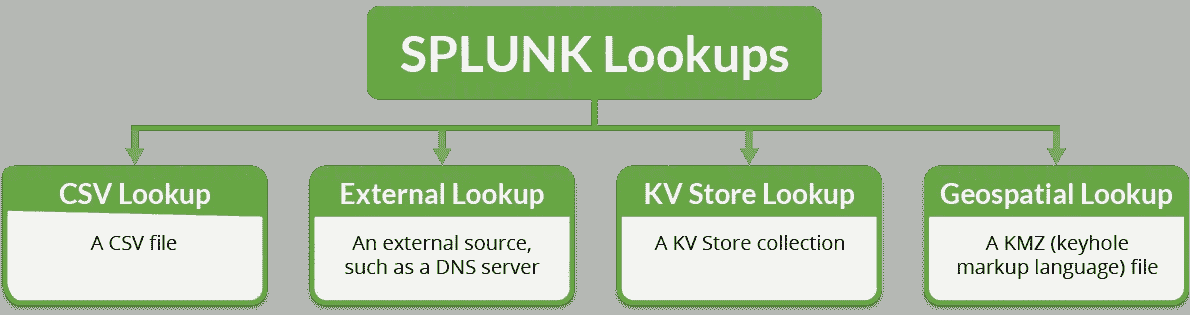 SPLUNK Lookups
CSV Lookup
A CSV file
External Lookup
An external source,
such as a DNS server
KV Store Lookup
A KV Store collection
Geospatial Lookup
A KMZ (keyhole
markup language) file